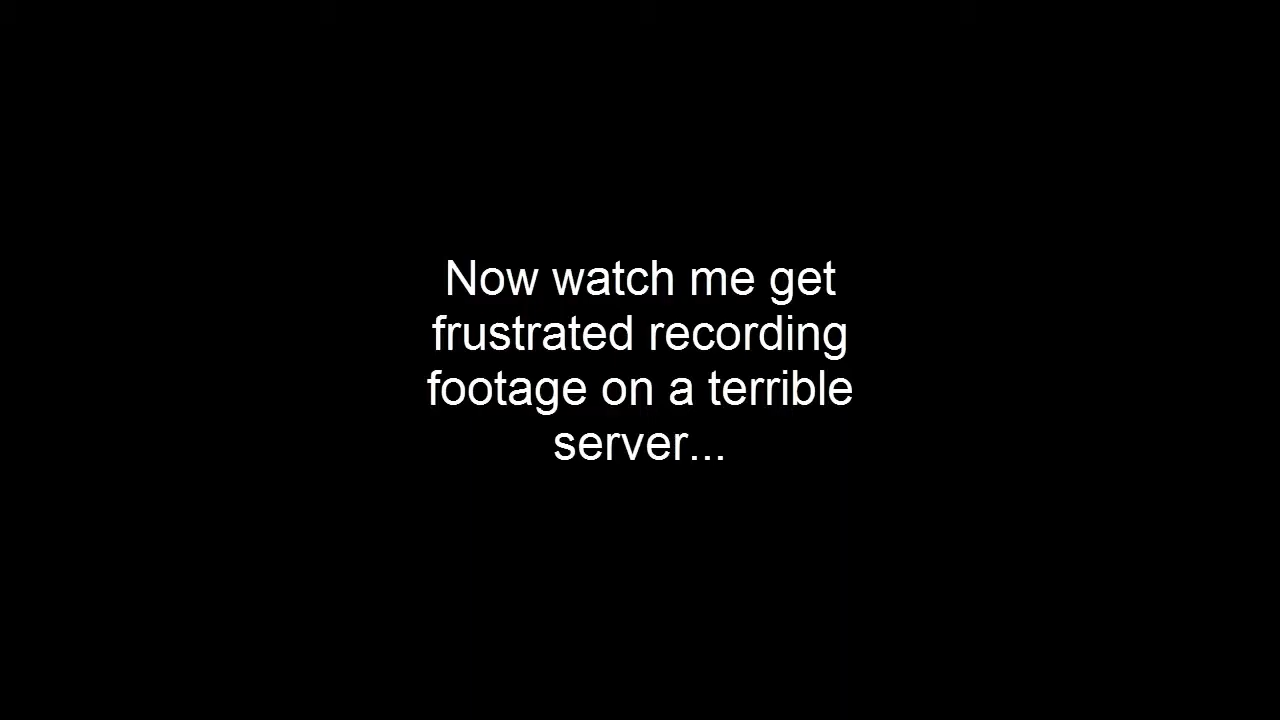 Now watch me get
frustrated recording
footage on a terrible
server...